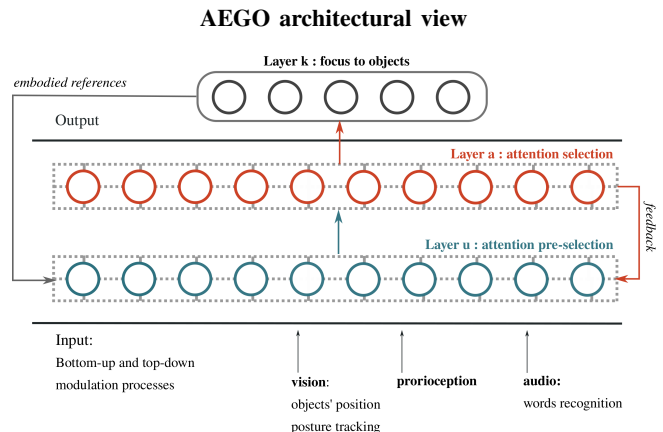 AEGO architectural view
Layer k : focus to objects
embodied references
Output
Layer a : attention selection
feedback
Layer u : attention pre-selection
Input:
Bottom-up and top-down
modulation processes
vision:
objects' position
posture tracking
prorioception
audio:
words recognition